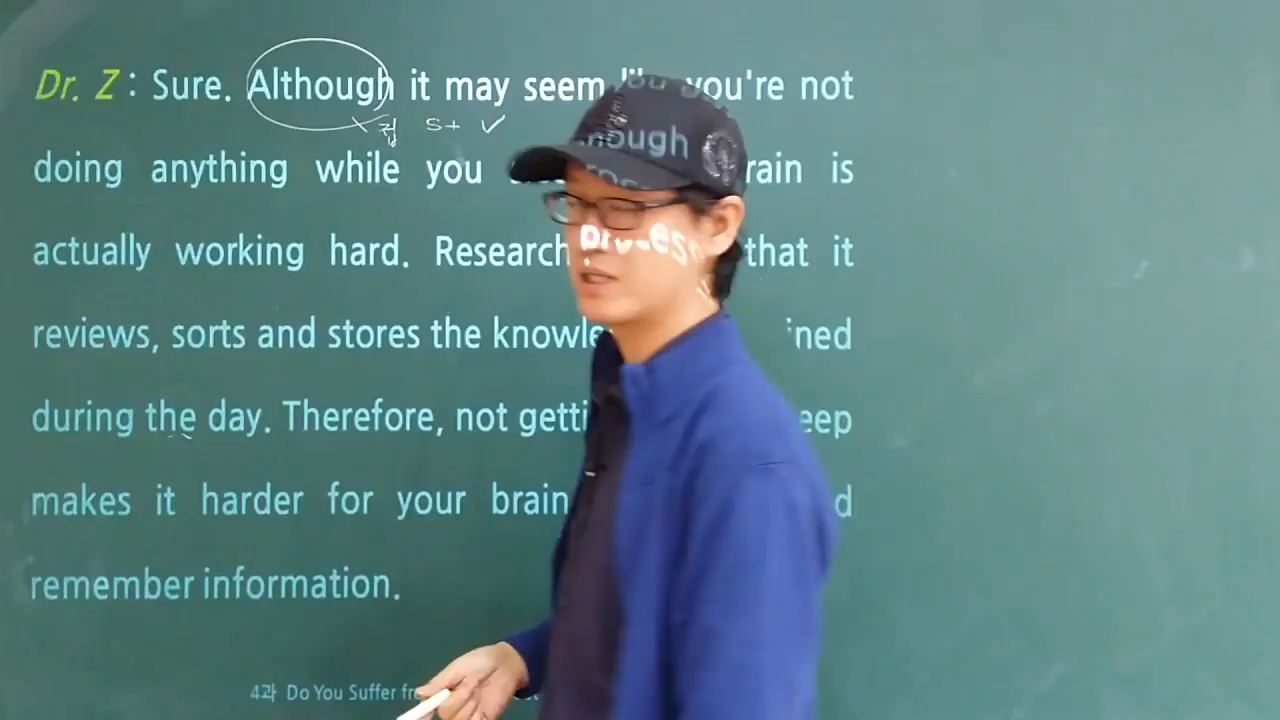 Dr. Z : Sure. Although it may seem like you're not
접 S+ V
doing anything while you rain is
actually working hard. Research that it
reviews, sorts and stores the knowle ined
during the day. Therefore, not getti eep
makes it harder for your brain d
remember information.
4과 Do You Suffer